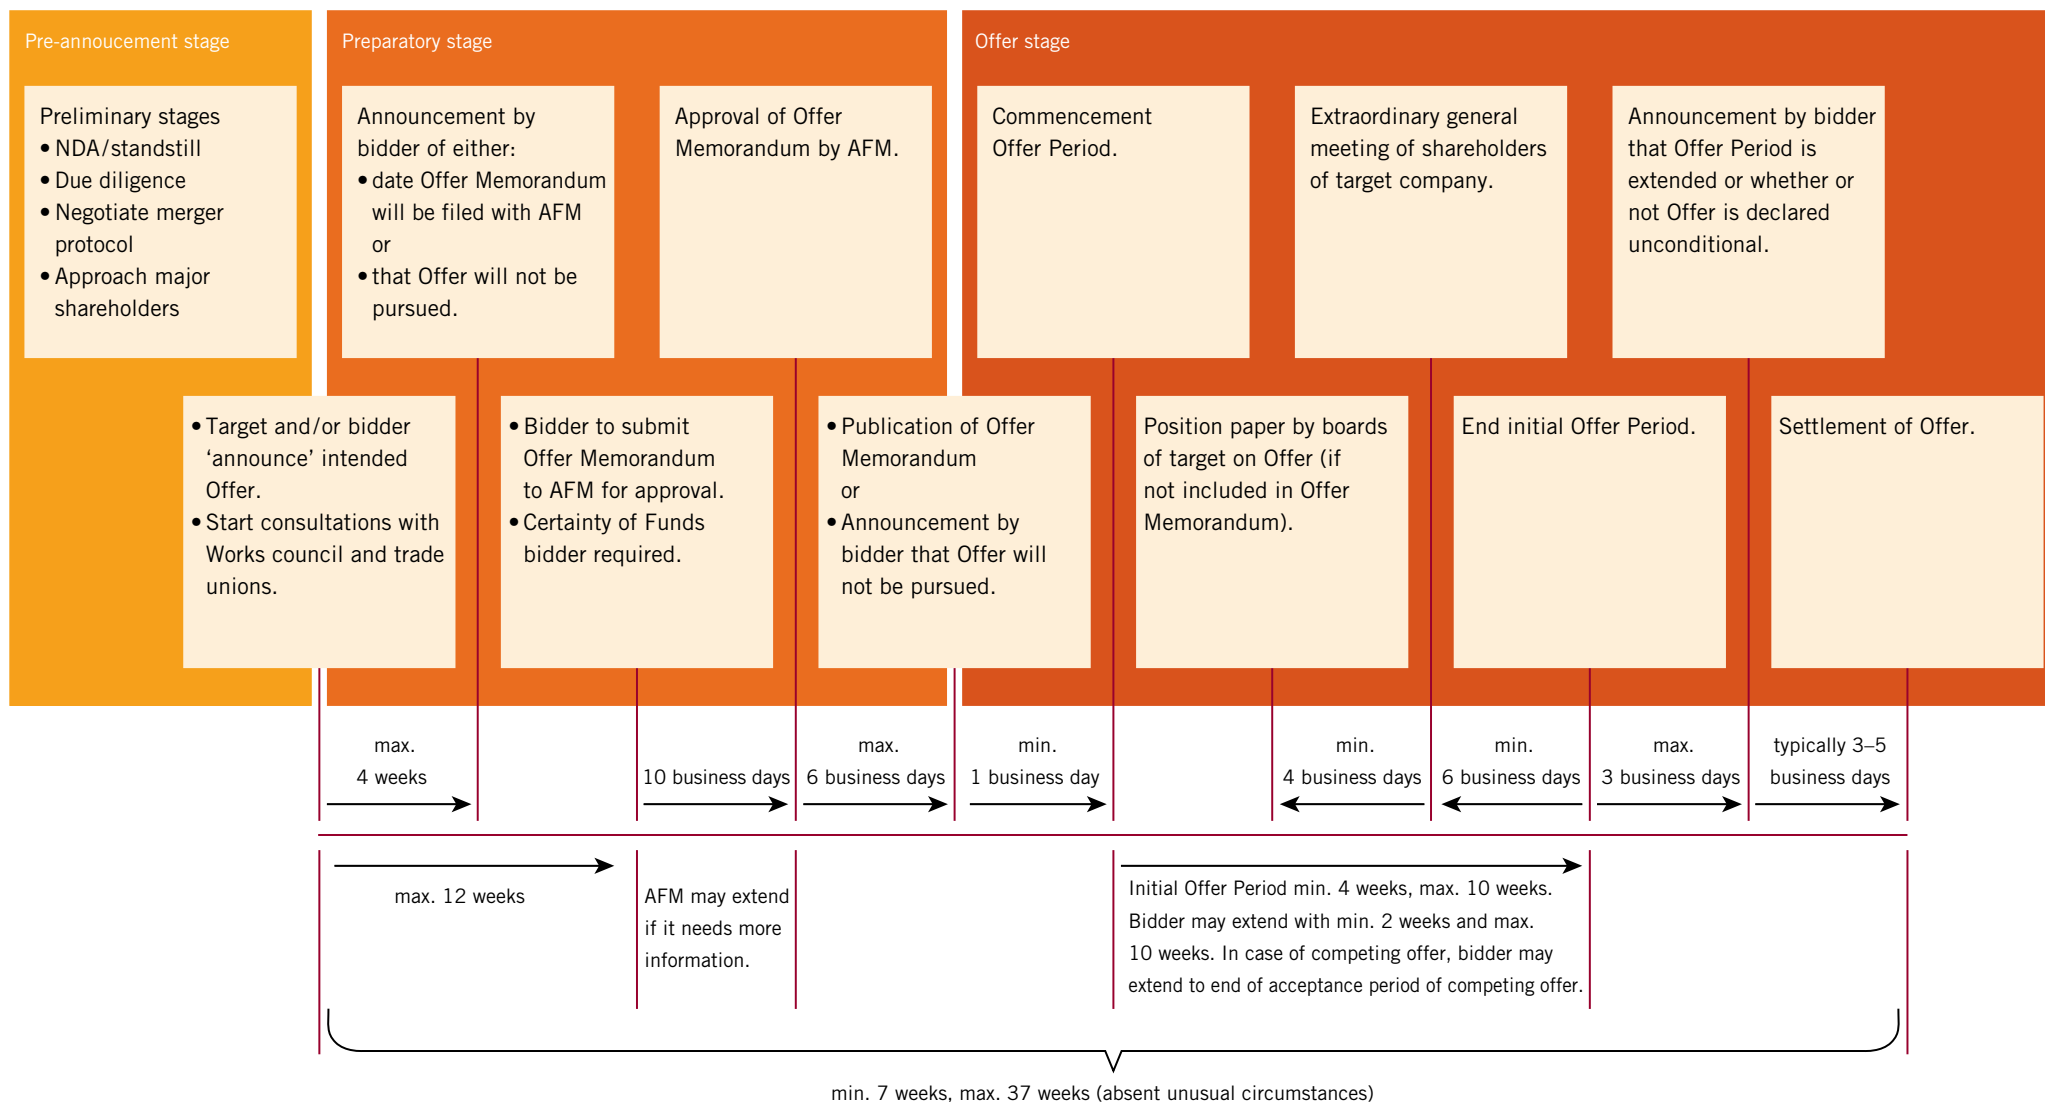 Pre-annoucement stage
Preliminary stages
• NDA/standstill
• Due diligence
• Negotiate merger
protocol
• Approach major
shareholders
Preparatory stage
Announcement by
bidder of either:
• date Offer Memorandum
will be filed with AFM
or
• that Offer will not be
pursued.
Approval of Offer
Memorandum by AFM.
Offer stage
Commencement
Offer Period.
Extraordinary general
meeting of shareholders
of target company.
Announcement by bidder
that Offer Period is
extended or whether or
not Offer is declared
unconditional.
• Target and/or bidder
‘announce’ intended
Offer.
• Start consultations with
Works council and trade
unions.
• Bidder to submit
Offer Memorandum
to AFM for approval.
• Certainty of Funds
bidder required.
• Publication of Offer
Memorandum
or
• Announcement by
bidder that Offer will
not be pursued.
Position paper by boards
of target on Offer (if
not included in Offer
Memorandum).
End initial Offer Period.
Settlement of Offer.
max.
4 weeks
10 business days
max.
6 business days
min.
1 business day
min.
4 business days
min.
6 business days
max.
3 business days
typically 3–5
business days
max. 12 weeks
AFM may extend
if it needs more
information.
Initial Offer Period min. 4 weeks, max. 10 weeks.
Bidder may extend with min. 2 weeks and max.
10 weeks. In case of competing offer, bidder may
extend to end of acceptance period of competing offer.
min. 7 weeks, max. 37 weeks (absent unusual circumstances)